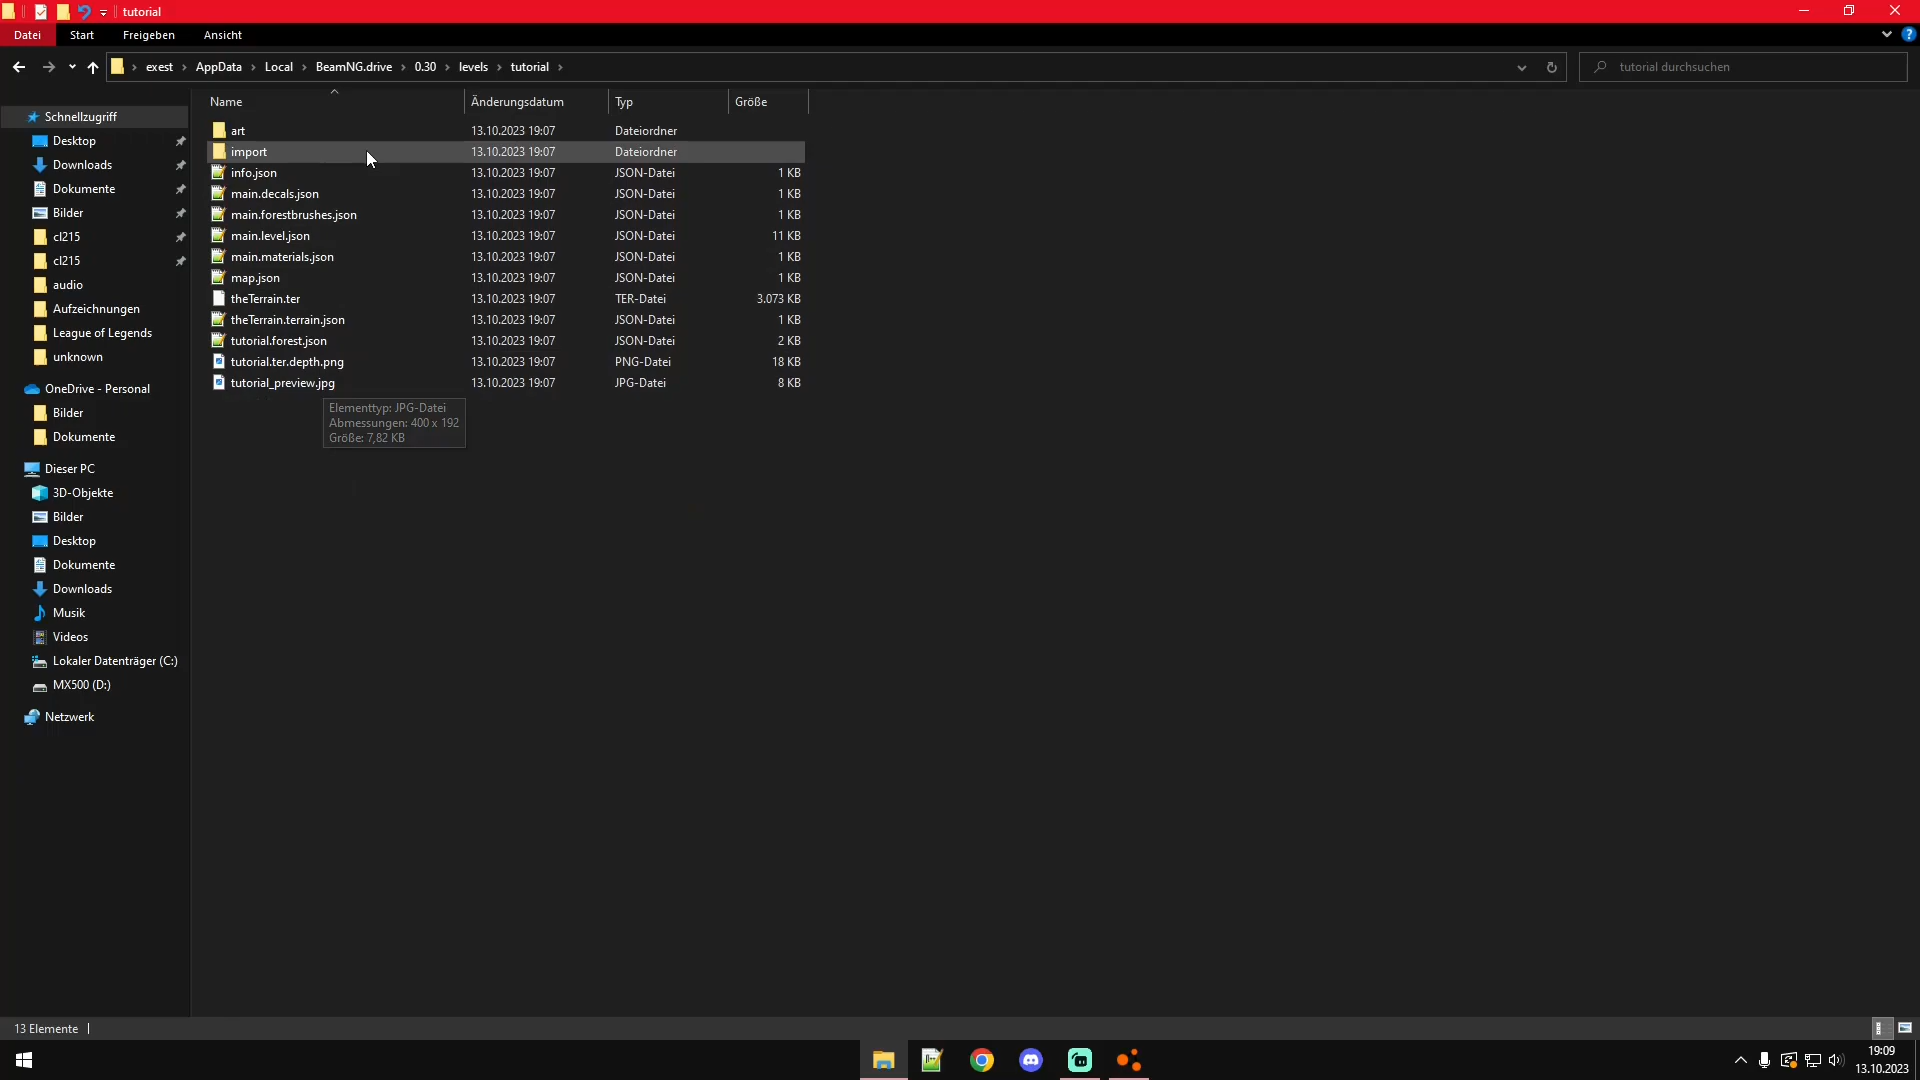 tutorial
Datei Start Freigeben Ansicht
exest AppData Local BeamNG.drive 0.30 levels tutorial
tutorial durchsuchen
Name Änderungsdatum Typ Größe
art 13.10.2023 19:07 Dateiordner
import 13.10.2023 19:07 Dateiordner
info.json 13.10.2023 19:07 JSON-Datei 1 KB
main.decals.json 13.10.2023 19:07 JSON-Datei 1 KB
main.forestbrushes.json 13.10.2023 19:07 JSON-Datei 1 KB
main.level.json 13.10.2023 19:07 JSON-Datei 11 KB
main.materials.json 13.10.2023 19:07 JSON-Datei 1 KB
map.json 13.10.2023 19:07 JSON-Datei 1 KB
theTerrain.ter 13.10.2023 19:07 TER-Datei 3.073 KB
theTerrain.terrain.json 13.10.2023 19:07 JSON-Datei 1 KB
tutorial.forest.json 13.10.2023 19:07 JSON-Datei 2 KB
tutorial.ter.depth.png 13.10.2023 19:07 PNG-Datei 18 KB
tutorial_preview.jpg 13.10.2023 19:07 JPG-Datei 8 KB
Elementtyp: JPG-Datei
Abmessungen: 400 x 192
Größe: 7,82 KB
Schnellzugriff
Desktop
Downloads
Dokumente
Bilder
cl215
cl215
audio
Aufzeichnungen
League of Legends
unknown
OneDrive - Personal
Bilder
Dokumente
Dieser PC
3D-Objekte
Bilder
Desktop
Dokumente
Downloads
Musik
Videos
Lokaler Datenträger (C:)
MX500 (D:)
Netzwerk
13 Elemente
19:09
13.10.2023